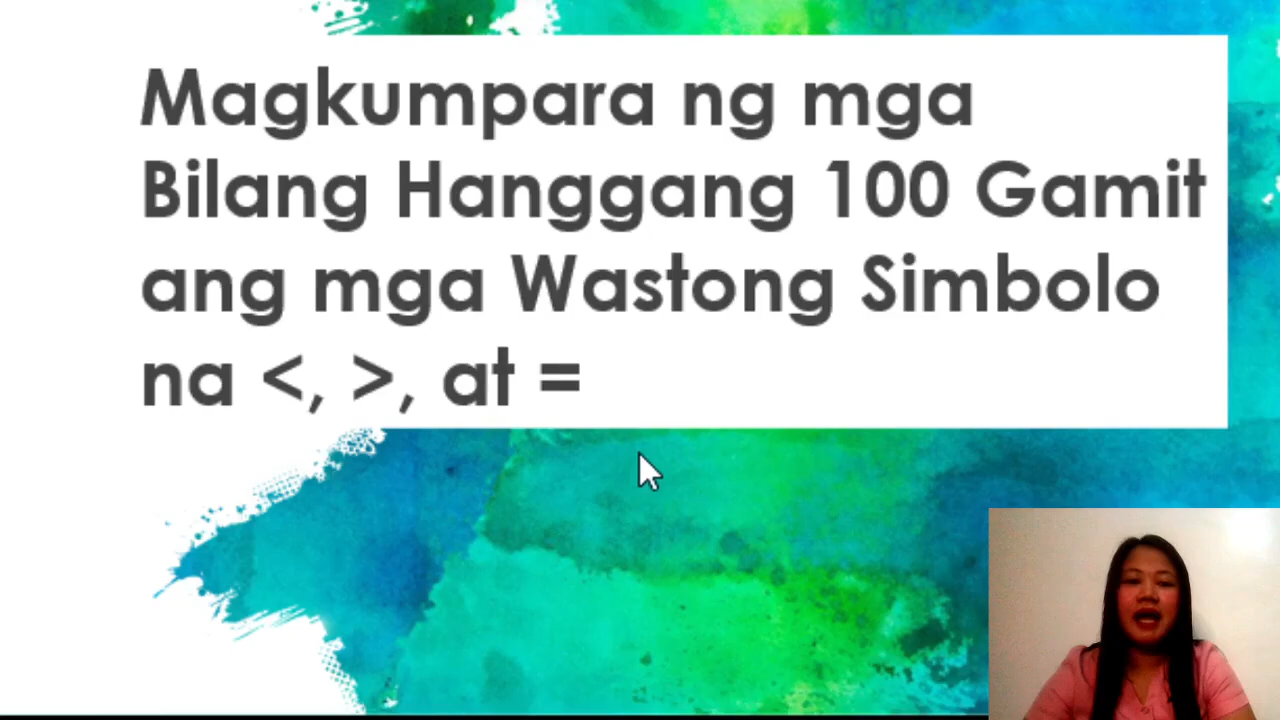 Magkumpara ng mga
Bilang Hanggang 100 Gamit
ang mga Wastong Simbolo
na <, >, at =